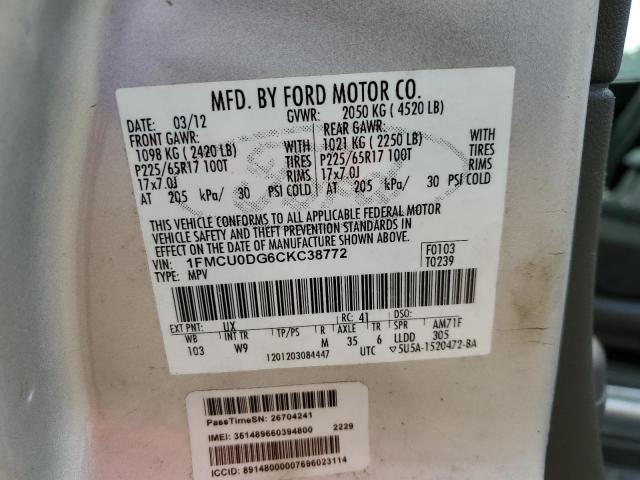 MFD. BY FORD MOTOR CO.
DATE: 03/12 GVWR: 2050 KG ( 4520 LB)
FRONT GAWR: REAR GAWR:
1098 KG ( 2420 LB) WITH 1021 KG ( 2250 LB) WITH
P225/65R17 100T TIRES P225/65R17 100T TIRES
17x7.0J RIMS 17x7.0J RIMS
AT 205 kPa/ 30 PSI COLD AT 205 kPa/ 30 PSI COLD
THIS VEHICLE CONFORMS TO ALL APPLICABLE FEDERAL MOTOR
VEHICLE SAFETY AND THEFT PREVENTION STANDARDS IN
EFFECT ON THE DATE OF MANUFACTURE SHOWN ABOVE.
VIN: 1FMCU0DG6CKC38772 F0103
TYPE: MPV T0239
EXT PNT: UX RC: 41 DSO:
WB INT TR TP/PS R AXLE TR SPR AM71F
103 W9 M 35 6 LLDD 305
1201203084447 UTC ▽5U5A-1520472-BA
Ford
PassTimeSN: 26704241
IMEI: 351489660394800 2229
ICCID: 89148000007696023114